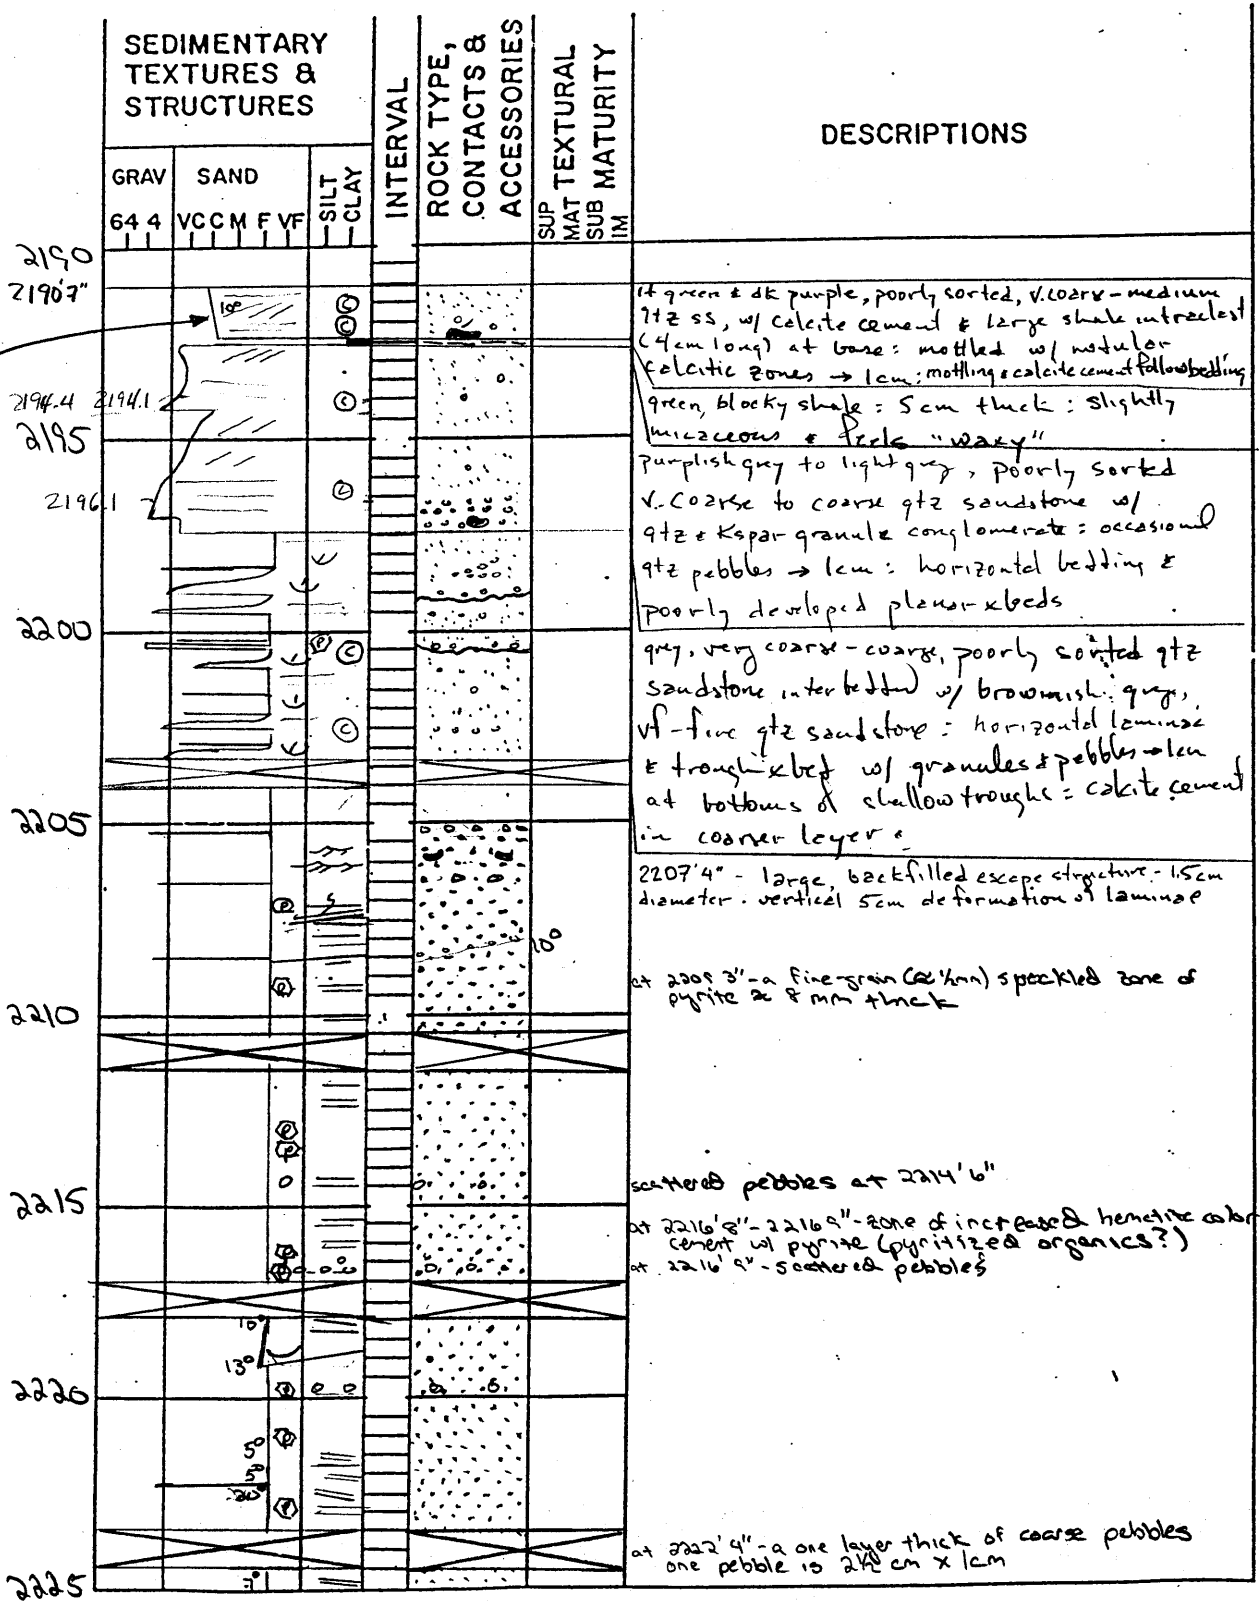 SEDIMENTARY
TEXTURES &
STRUCTURES
INTERVAL
ROCK TYPE,
CONTACTS &
ACCESSORIES
TEXTURAL
MATURITY
DESCRIPTIONS
GRAV SAND SILT CLAY
64 4 VC C M F VF
SUP
MAT
SUB
IM
2190
2190'7"
10°
C
C
lt green & dk purple, poorly sorted, v. coarse-medium
qtz ss, w/ calcite cement & large shale intraclast
(4cm long) at base: mottled w/ nodular
calcitic zones → 1cm: mottling & calcite cement follow bedding
2194.4 2194.1
C
green, blocky shale = 5cm thick: slightly
micaceous & feels "waxy"
2195
purplish grey to light grey, poorly sorted
v. coarse to coarse qtz sandstone w/
qtz & Kspar granule conglomerate: occasional
qtz pebbles → 1cm: horizontal bedding &
poorly developed planar xbeds
2196.1
C
2200
P C
grey, very coarse-coarse, poorly sorted qtz
sandstone interbedded w/ brownish grey,
vf-fine qtz sandstone: horizontal laminae
& trough xbed w/ granules & pebbles → 1cm
at bottoms of shallow troughs = calcite cement
in coarser layers
C
2205
2207'4" - large, backfilled escape structure - 1.5cm
diameter. vertical 5cm deformation of laminae
P
10°
at 2209 3" - a fine-grain (≈ ½mm) speckled zone of
pyrite ≈ 8 mm thick
P
2210
P
P
scattered pebbles at 2214'6"
2215
at 2216'8"-2216 9" - zone of increased hematite color
cement w/ pyrite (pyritized organics?)
at 2216'9" - scattered pebbles
P
P
10°
13°
P
2220
P
5°
5°
20°
P
at 2222'4" - a one layer thick of coarse pebbles
one pebble is 2½ cm x 1cm
7°
2225